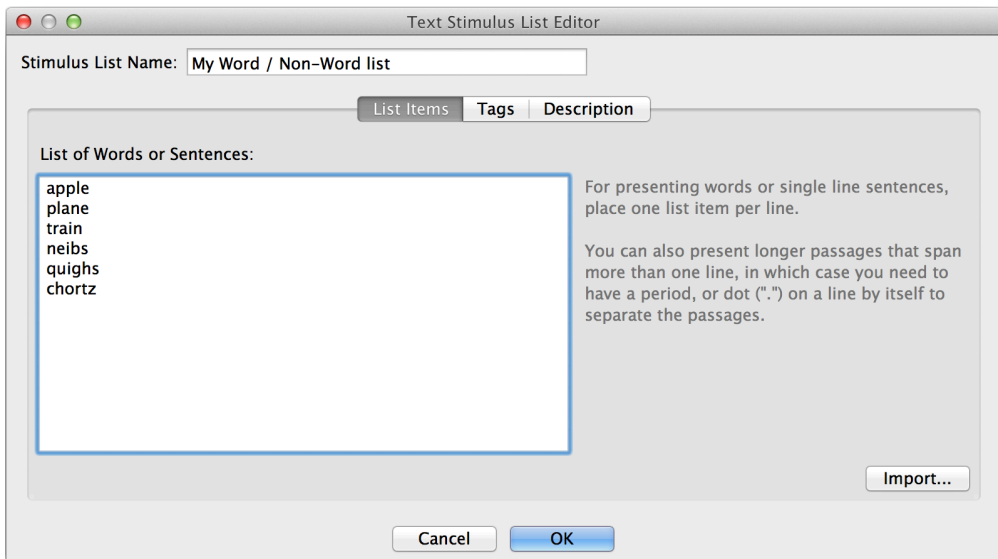 Text Stimulus List Editor
Stimulus List Name: My Word / Non-Word list
List Items Tags Description
List of Words or Sentences:
apple
plane
train
neibs
quighs
chortz
For presenting words or single line sentences,
place one list item per line.
You can also present longer passages that span
more than one line, in which case you need to
have a period, or dot (".") on a line by itself to
separate the passages.
Import...
Cancel OK